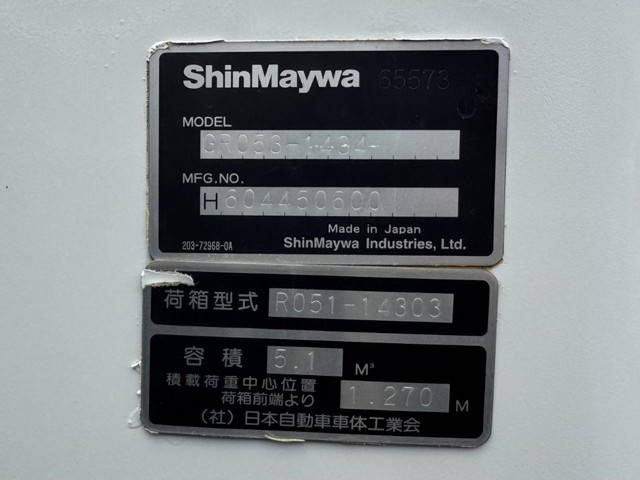 ShinMaywa 65573
MODEL
GR053-1434-
MFG.NO.
H604450600
Made in Japan
203-72968-0A ShinMaywa Industries, Ltd.
荷箱型式 R051-14303
容積 5.1 M³
積載荷重中心位置
荷箱前端より 1.270 M
(社)日本自動車車体工業会